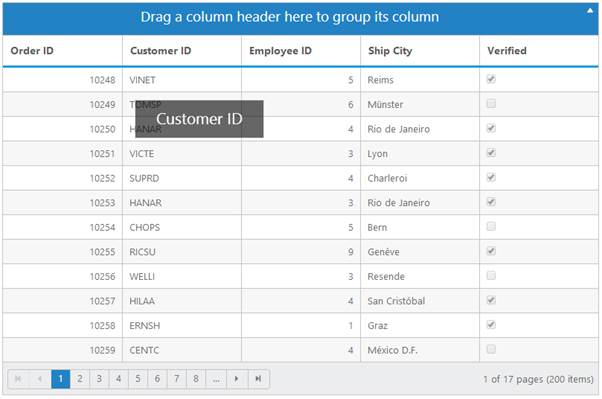 Drag a column header here to group its column
Order ID Customer ID Employee ID Ship City Verified
10248 VINET 5 Reims
10249 TOMSP 6 Münster
Customer ID
10250 HANAR 4 Rio de Janeiro
10251 VICTE 3 Lyon
10252 SUPRD 4 Charleroi
10253 HANAR 3 Rio de Janeiro
10254 CHOPS 5 Bern
10255 RICSU 9 Genéve
10256 WELLI 3 Resende
10257 HILAA 4 San Cristóbal
10258 ERNSH 1 Graz
10259 CENTC 4 México D.F.
1 2 3 4 5 6 7 8 ... 1 of 17 pages (200 items)